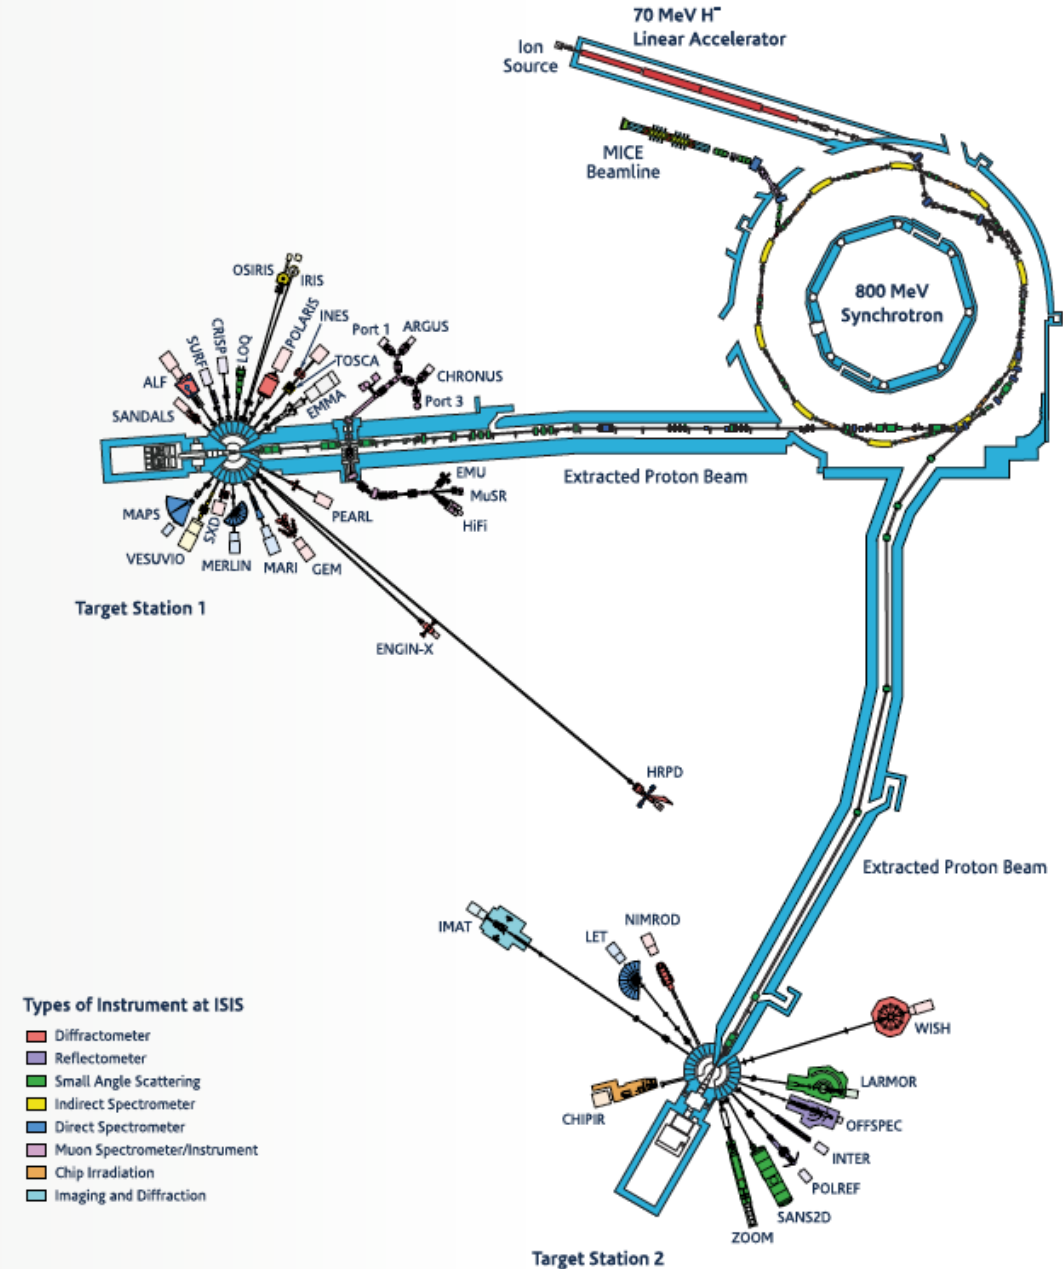 70 MeV H⁻
Linear Accelerator
Ion
Source
MICE
Beamline
800 MeV
Synchrotron
OSIRIS
IRIS
POLARIS
INES
TOSCA
Port 1
ARGUS
CHRONUS
Port 3
CRISP
SURF
LOQ
ALF
EMMA
SANDALS
Extracted Proton Beam
EMU
MuSR
HiFi
PEARL
MAPS
VESUVIO
SXD
MERLIN
MARI
GEM
Target Station 1
ENGIN-X
HRPD
Extracted Proton Beam
IMAT
LET
NIMROD
WISH
LARMOR
OFFSPEC
INTER
POLREF
SANS2D
ZOOM
CHIPIR
Target Station 2
Types of Instrument at ISIS
Diffractometer
Reflectometer
Small Angle Scattering
Indirect Spectrometer
Direct Spectrometer
Muon Spectrometer/Instrument
Chip Irradiation
Imaging and Diffraction